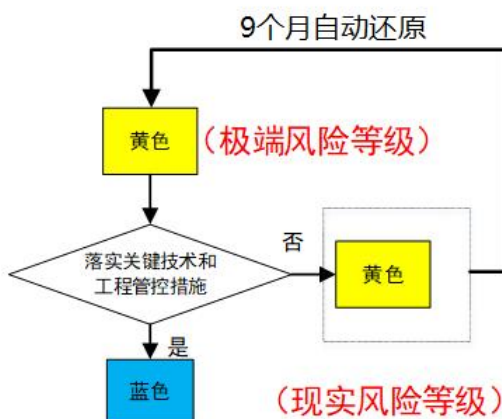 9个月自动还原
黄色
（极端风险等级）
落实关键技术和
工程管控措施
否
黄色
是
蓝色
（现实风险等级）